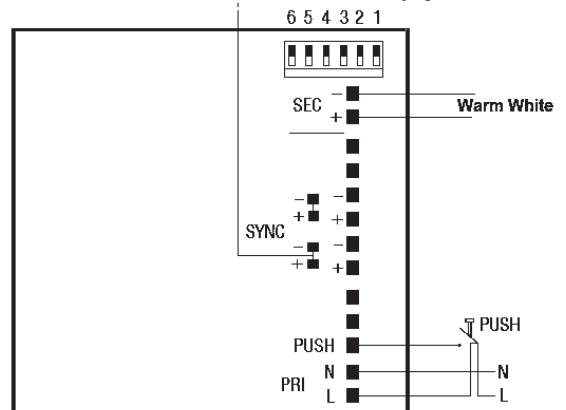 6 5 4 3 2 1
SEC -
+
Warm White
- -
+ +
SYNC
- -
+ +
PUSH
PUSH
PRI N
L
N
L